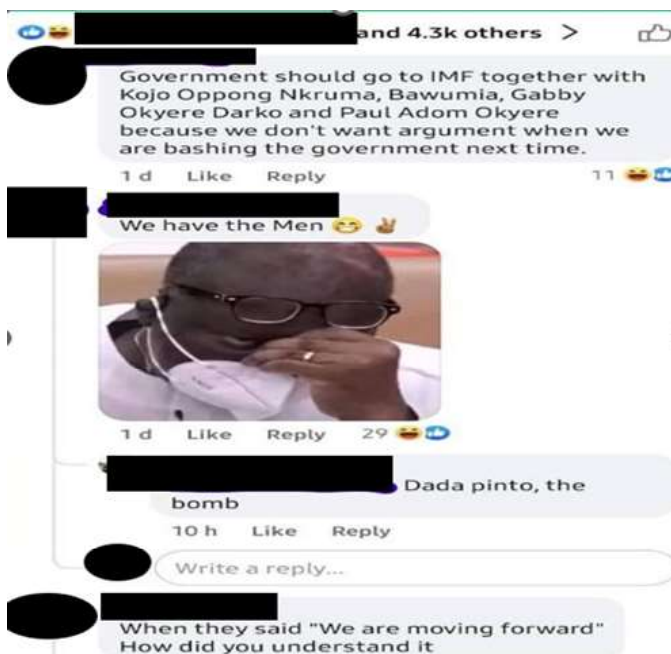 and 4.3k others >
Government should go to IMF together with
Kojo Oppong Nkruma, Bawumia, Gabby
Okyere Darko and Paul Adom Okyere
because we don't want argument when we
are bashing the government next time.
1 d Like Reply 11
We have the Men 😁 ✌🏽
1 d Like Reply 29
Dada pinto, the
bomb
10 h Like Reply
Write a reply...
When they said "We are moving forward"
How did you understand it